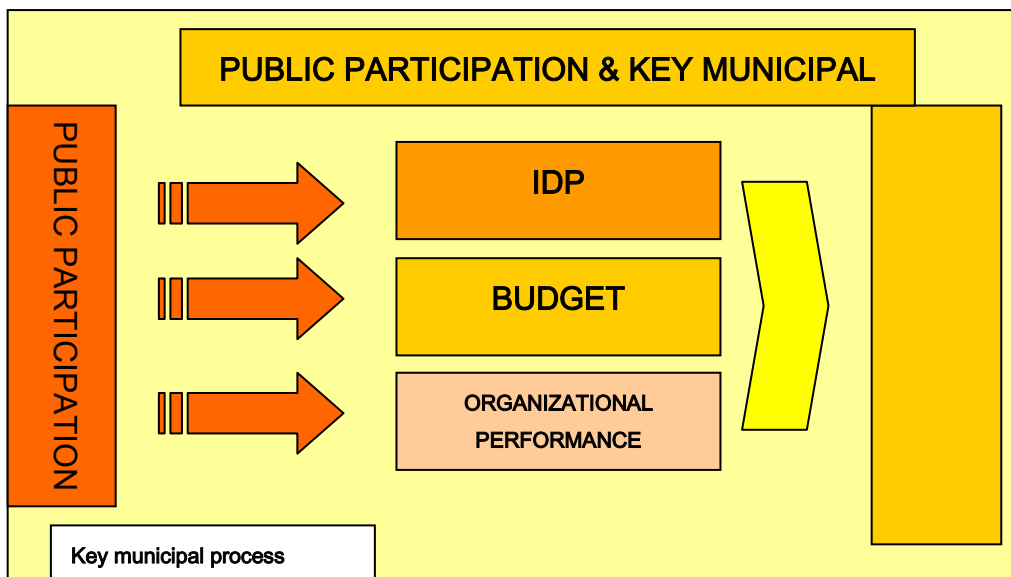 PUBLIC PARTICIPATION & KEY MUNICIPAL
PUBLIC PARTICIPATION
IDP
BUDGET
ORGANIZATIONAL
PERFORMANCE
Key municipal process